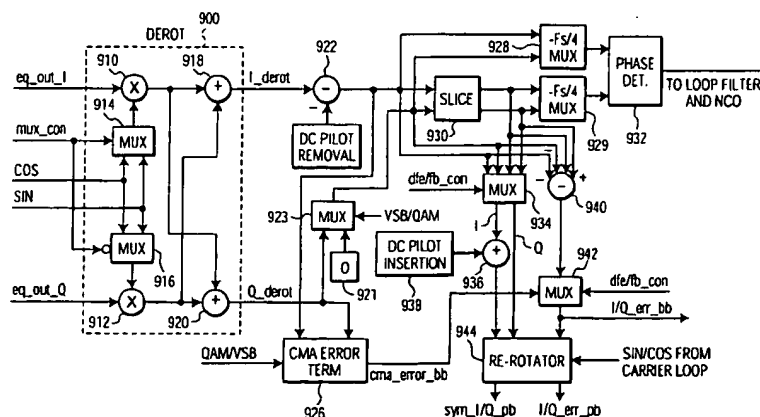 DEROT
900
eq_out_I
910
918
I_derot
922
928
-Fs/4
MUX
PHASE
DET.
932
TO LOOP FILTER
AND NCO
X
+
-
-
914
MUX
mux_con
COS
SIN
DC PILOT
REMOVAL
SLICE
930
-Fs/4
MUX
929
dfe/fb_con
MUX
934
-
-
+
940
923
MUX
VSB/QAM
MUX
916
I
Q
DC PILOT
INSERTION
938
+
936
0
921
942
MUX
dfe/fb_con
eq_out_Q
X
912
+
920
Q_derot
I/Q_err_bb
QAM/VSB
CMA ERROR
TERM
926
cma_error_bb
944
RE-ROTATOR
SIN/COS FROM
CARRIER LOOP
sym_I/Q_pb
I/Q_err_pb